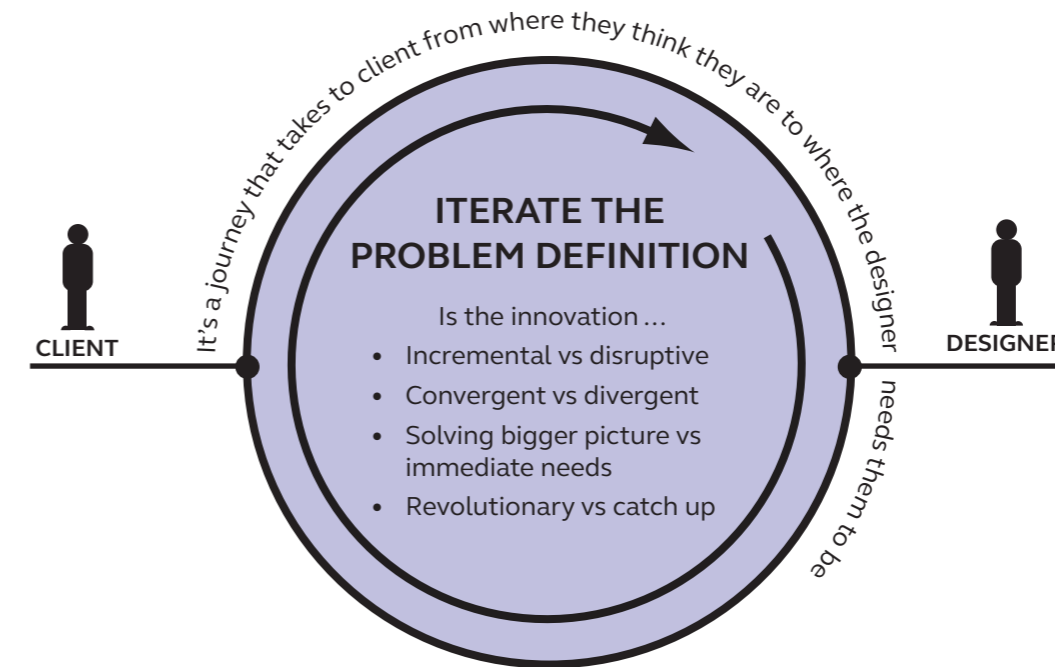 It's a journey that takes to client from where they think they are to where the designer needs them to be
ITERATE THE
PROBLEM DEFINITION
Is the innovation ...
• Incremental vs disruptive
• Convergent vs divergent
• Solving bigger picture vs
immediate needs
• Revolutionary vs catch up
CLIENT
DESIGNER